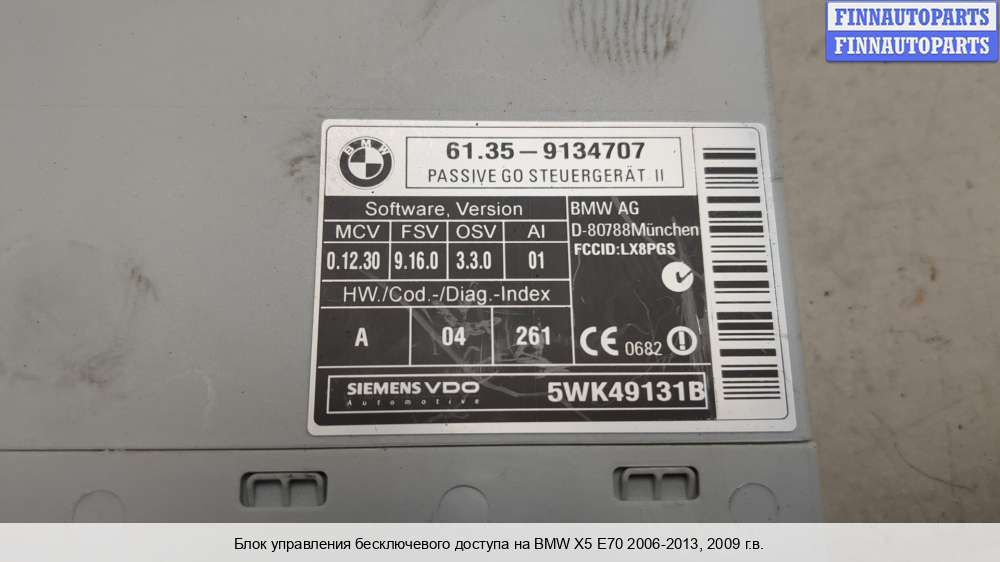 FINNAUTOPARTS
FINNAUTOPARTS
BMW
61.35 – 9134707
PASSIVE GO STEUERGERÄT II
Software, Version
MCV FSV OSV AI
0.12.30 9.16.0 3.3.0 01
HW./Cod.-/Diag.-Index
A 04 261
BMW AG
D-80788München
FCCID:LX8PGS
CE 0682
SIEMENS VDO
Automotive
5WK49131B
Блок управления бесключевого доступа на BMW X5 E70 2006-2013, 2009 г.в.